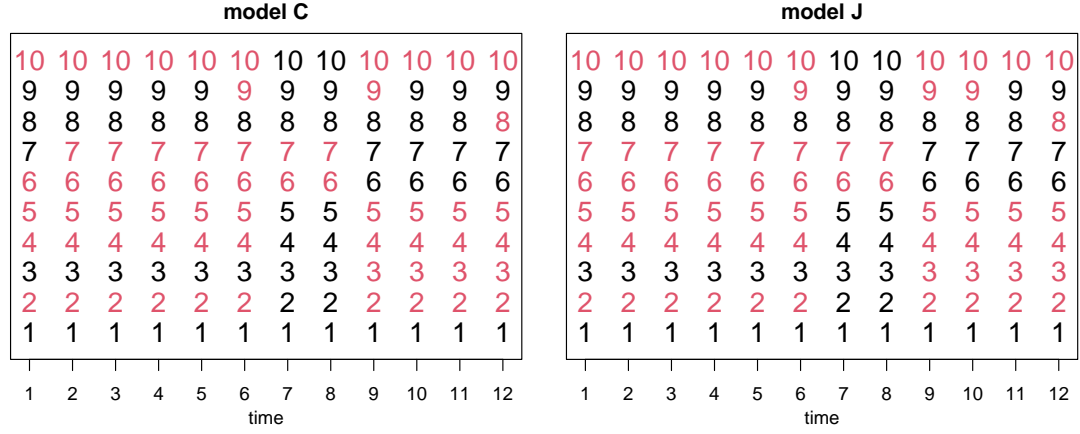 model C
10 10 10 10 10 10 10 10 10 10 10 10
9 9 9 9 9 9 9 9 9 9 9 9
8 8 8 8 8 8 8 8 8 8 8 8
7 7 7 7 7 7 7 7 7 7 7 7
6 6 6 6 6 6 6 6 6 6 6 6
5 5 5 5 5 5 5 5 5 5 5 5
4 4 4 4 4 4 4 4 4 4 4 4
3 3 3 3 3 3 3 3 3 3 3 3
2 2 2 2 2 2 2 2 2 2 2 2
1 1 1 1 1 1 1 1 1 1 1 1
1 2 3 4 5 6 7 8 9 10 11 12
time
model J
10 10 10 10 10 10 10 10 10 10 10 10
9 9 9 9 9 9 9 9 9 9 9 9
8 8 8 8 8 8 8 8 8 8 8 8
7 7 7 7 7 7 7 7 7 7 7 7
6 6 6 6 6 6 6 6 6 6 6 6
5 5 5 5 5 5 5 5 5 5 5 5
4 4 4 4 4 4 4 4 4 4 4 4
3 3 3 3 3 3 3 3 3 3 3 3
2 2 2 2 2 2 2 2 2 2 2 2
1 1 1 1 1 1 1 1 1 1 1 1
1 2 3 4 5 6 7 8 9 10 11 12
time